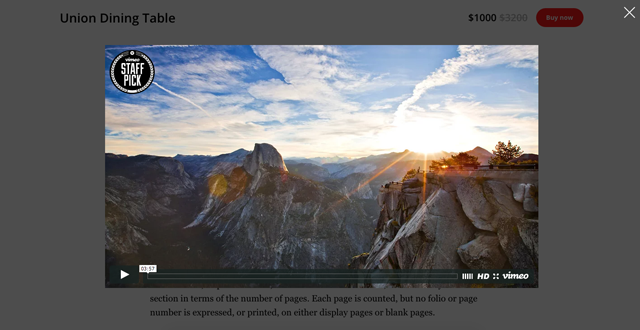 Union Dining Table
$1000 $3200
Buy now
vimeo
STAFF
PICK
03:57
HD vimeo
section in terms of the number of pages. Each page is counted, but no folio or page
number is expressed, or printed, on either display pages or blank pages.